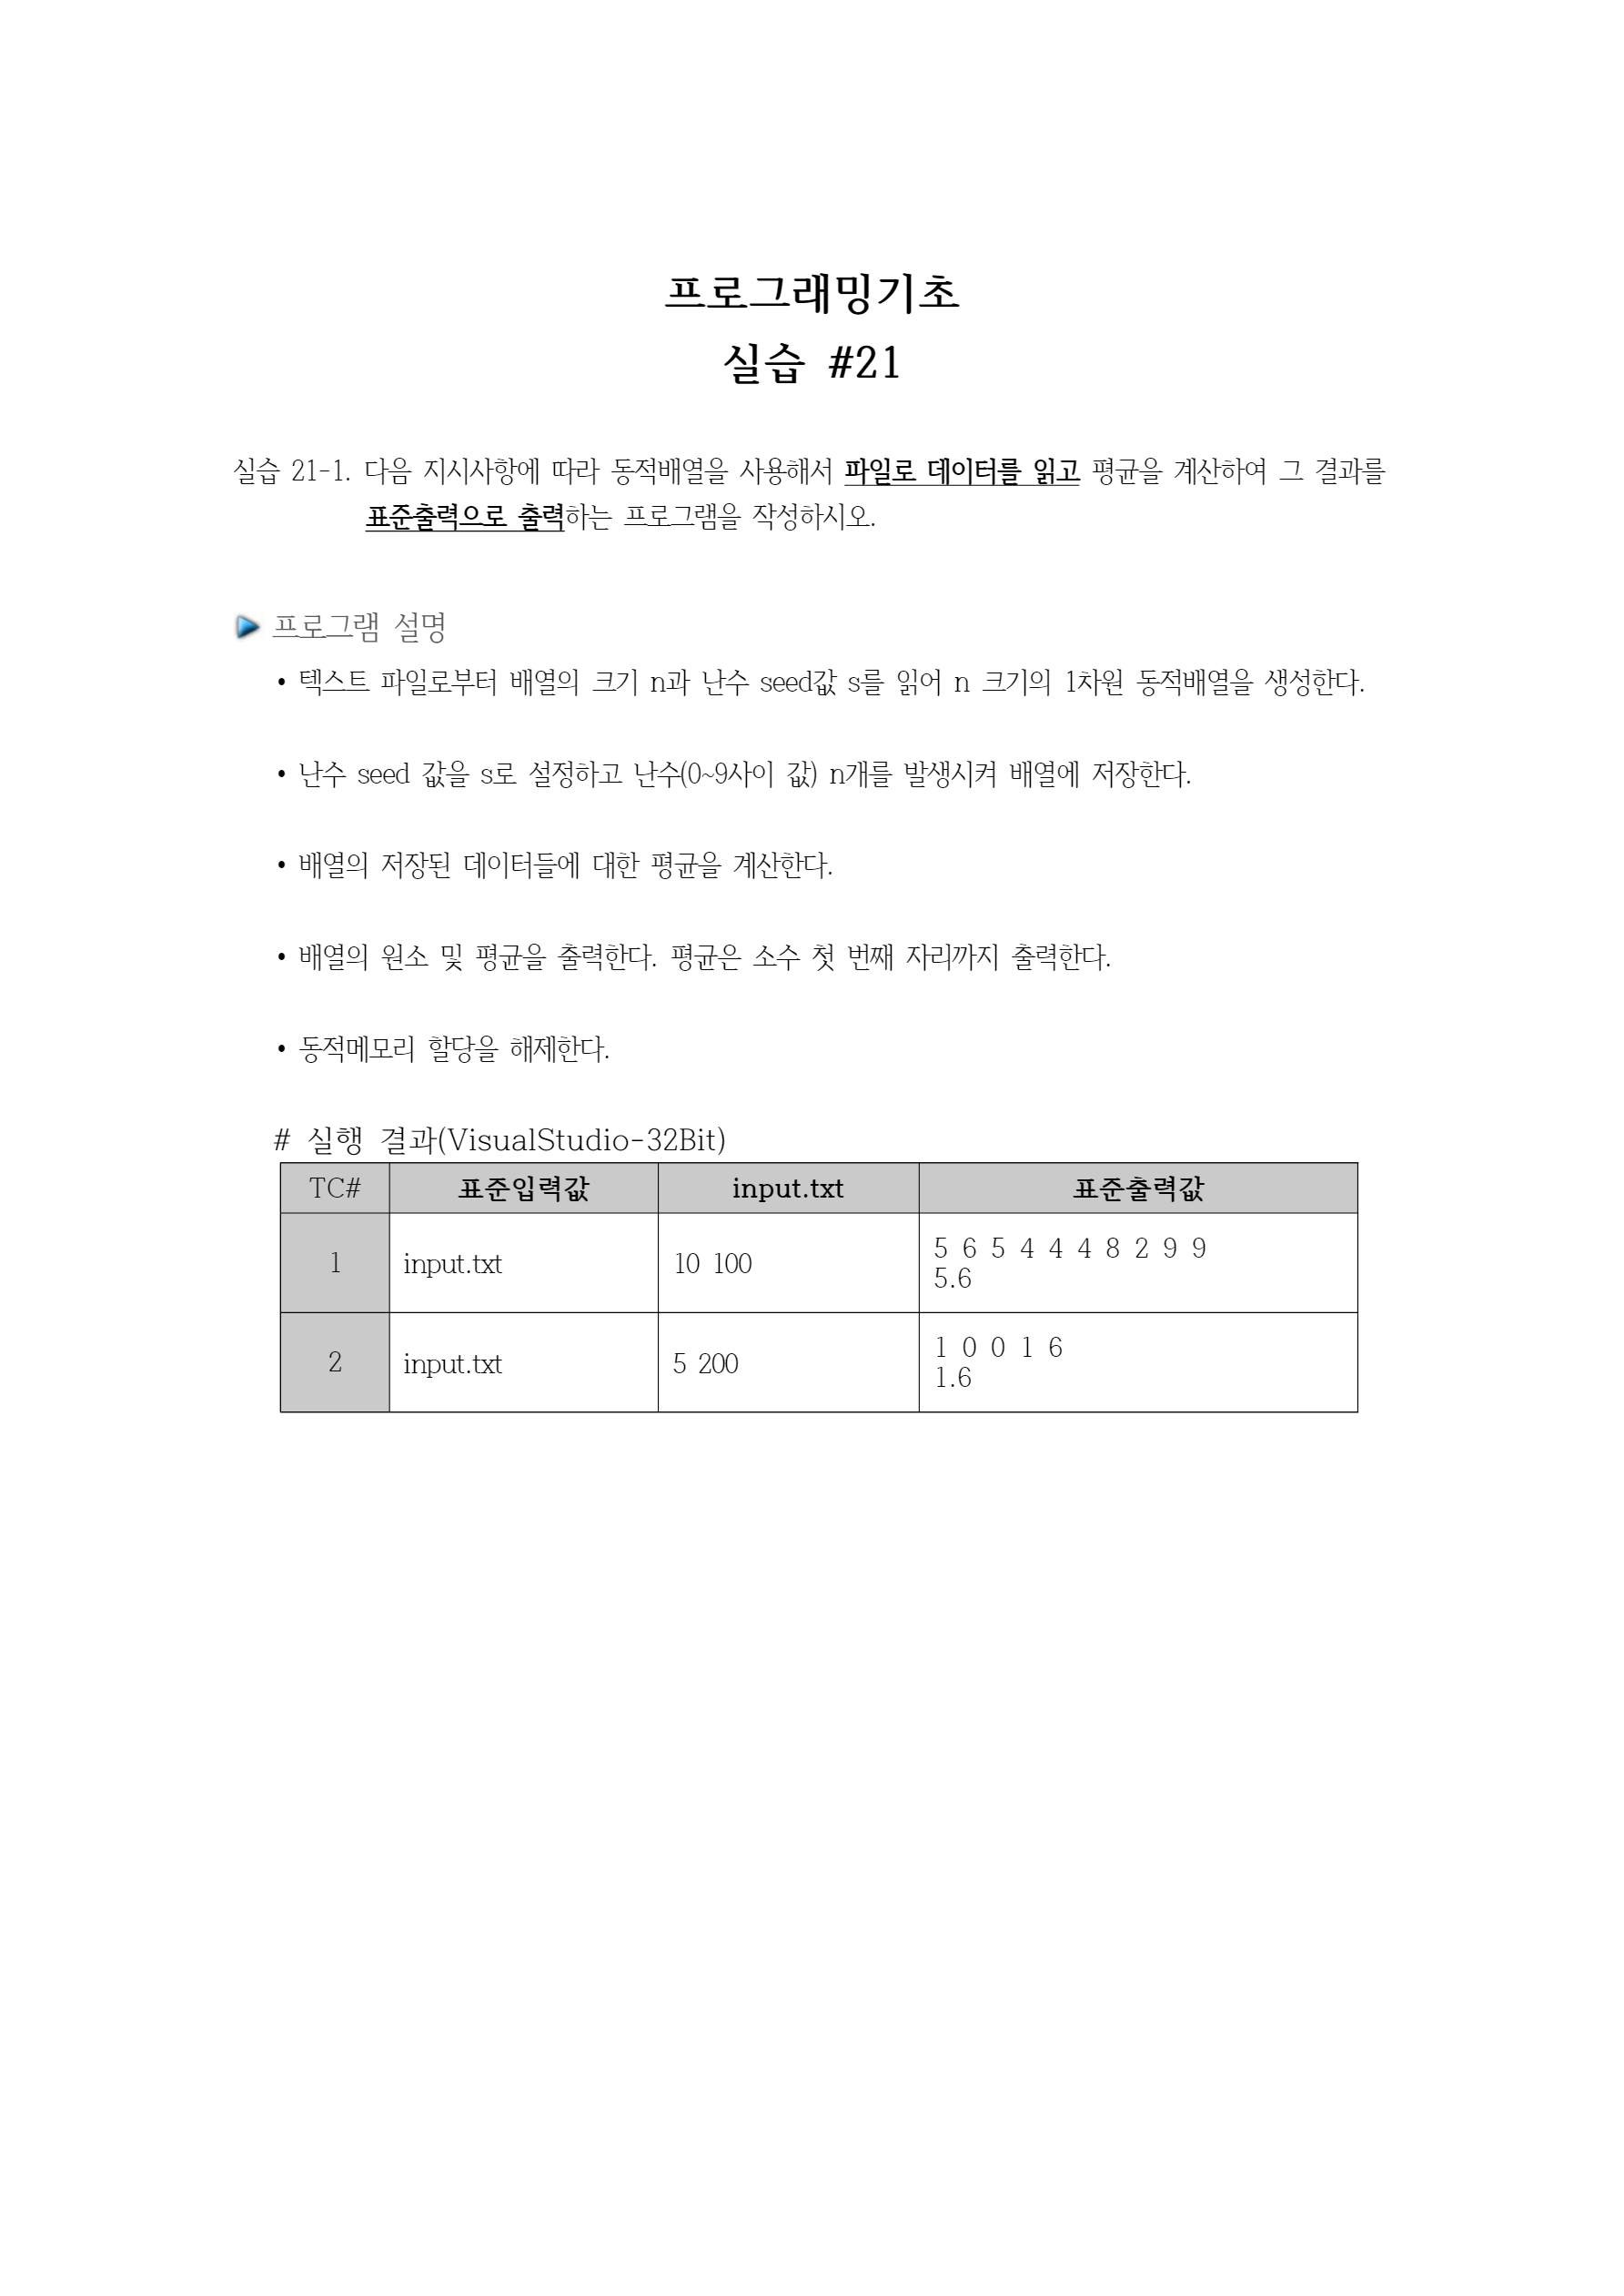 프로그래밍기초
실습 #21
실습 21-1. 다음 지시사항에 따라 동적배열을 사용해서 파일로 데이터를 읽고 평균을 계산하여 그 결과를
표준출력으로 출력하는 프로그램을 작성하시오.
프로그램 설명
• 텍스트 파일로부터 배열의 크기 n과 난수 seed값 s를 읽어 n 크기의 1차원 동적배열을 생성한다.
• 난수 seed 값을 s로 설정하고 난수(0~9사이 값) n개를 발생시켜 배열에 저장한다.
• 배열의 저장된 데이터들에 대한 평균을 계산한다.
• 배열의 원소 및 평균을 출력한다. 평균은 소수 첫 번째 자리까지 출력한다.
• 동적메모리 할당을 해제한다.
# 실행 결과(VisualStudio-32Bit)
TC# 표준입력값 input.txt 표준출력값
1 input.txt 10 100 5 6 5 4 4 4 8 2 9 9
5.6
2 input.txt 5 200 1 0 0 1 6
1.6